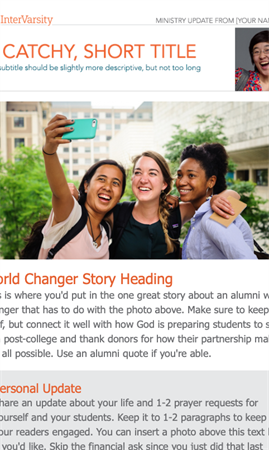 InterVarsity
MINISTRY UPDATE FROM [YOUR NA
CATCHY, SHORT TITLE
subtitle should be slightly more descriptive, but not too long
orld Changer Story Heading
is is where you'd put in the one great story about an alumni w
nger that has to do with the photo above. Make sure to keep
f, but connect it well with how God is preparing students to s
post-college and thank donors for how their partnership ma
all possible. Use an alumni quote if you're able.
ersonal Update
hare an update about your life and 1-2 prayer requests for
ourself and your students. Keep it to 1-2 paragraphs to keep
our readers engaged. You can insert a photo above this text i
you'd like. Skip the financial ask since you just did that last